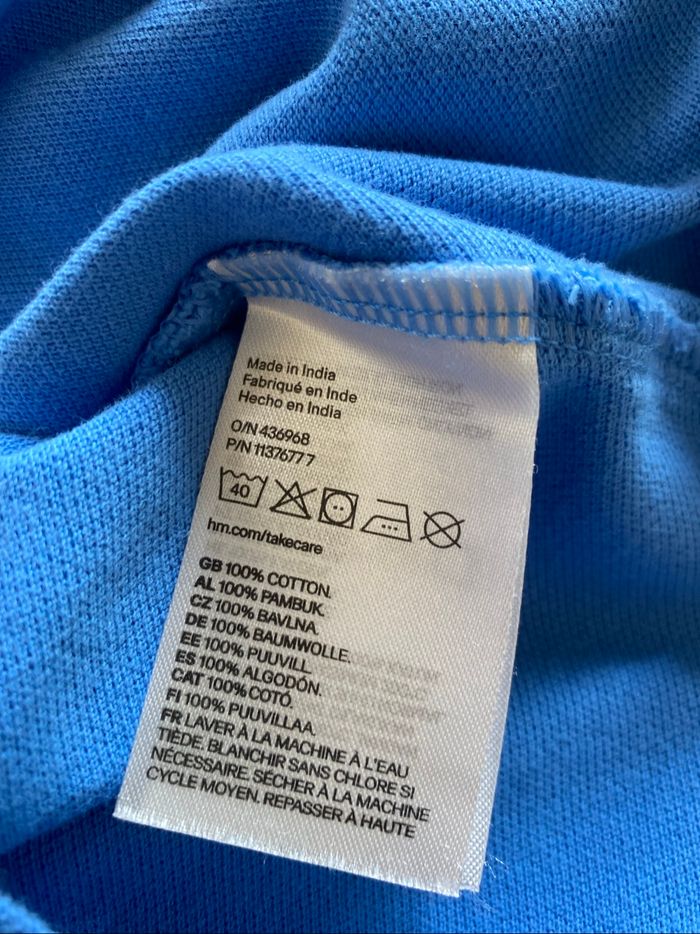 Made in India
Fabriqué en Inde
Hecho en India
O/N 436968
P/N 1137677 7
40
hm.com/takecare
GB 100% COTTON.
AL 100% PAMBUK.
CZ 100% BAVLNA.
DE 100% BAUMWOLLE.
EE 100% PUUVILL.
ES 100% ALGODÓN.
CAT 100% COTÓ.
FI 100% PUUVILLAA.
FR LAVER À LA MACHINE À L'EAU
TIÈDE. BLANCHIR SANS CHLORE SI
NÉCESSAIRE. SÉCHER À LA MACHINE
CYCLE MOYEN. REPASSER À HAUTE